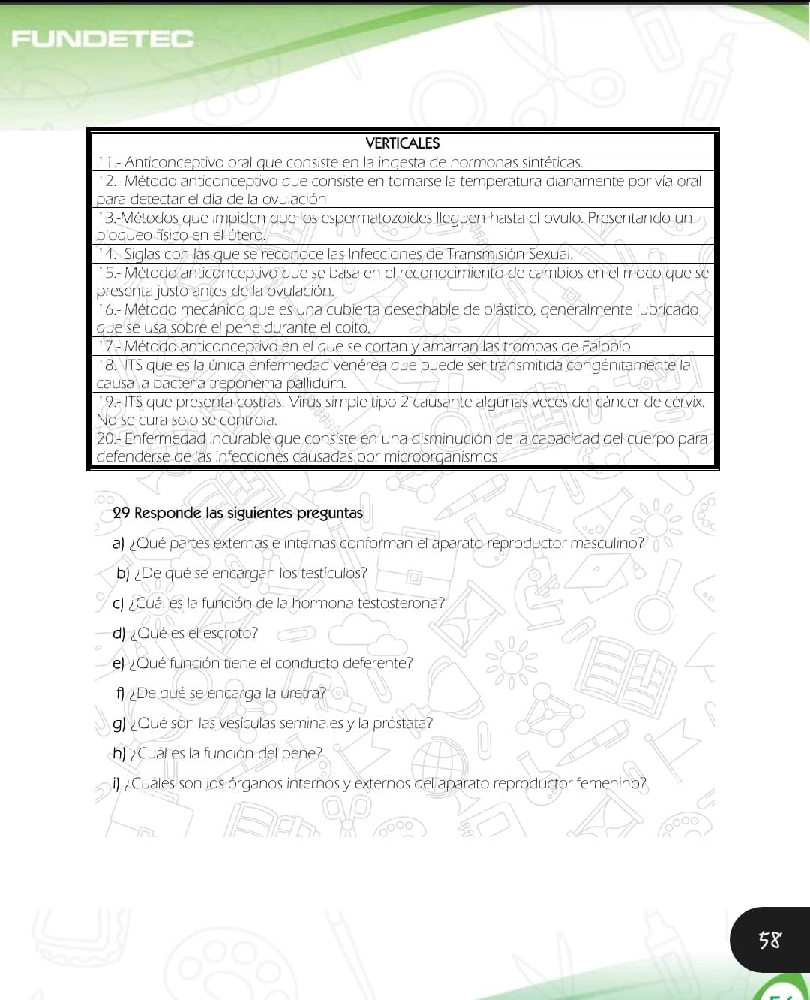 FUNDETEC
VERTICALES
11.- Anticonceptivo oral que consiste en la ingesta de hormonas sintéticas.
12.- Método anticonceptivo que consiste en tomarse la temperatura diariamente por vía oral
para detectar el día de la ovulación
13.-Métodos que impiden que los espermatozoides lleguen hasta el ovulo. Presentando un
bloqueo físico en el útero.
14.- Siglas con las que se reconoce las Infecciones de Transmisión Sexual.
15.- Método anticonceptivo que se basa en el reconocimiento de cambios en el moco que se
presenta justo antes de la ovulación.
16.- Método mecánico que es una cubierta desechable de plástico, generalmente lubricado
que se usa sobre el pene durante el coito.
17.- Método anticonceptivo en el que se cortan y amarran las trompas de Falopio.
18.- ITS que es la única enfermedad venérea que puede ser transmitida congénitamente la
causa la bacteria treponema pallidum.
19.- ITS que presenta costras. Virus simple tipo 2 causante algunas veces del cáncer de cérvix.
No se cura solo se controla.
20.- Enfermedad incurable que consiste en una disminución de la capacidad del cuerpo para
defenderse de las infecciones causadas por microorganismos
29 Responde las siguientes preguntas
a) ¿Qué partes externas e internas conforman el aparato reproductor masculino?
b) ¿De qué se encargan los testículos?
c) ¿Cuál es la función de la hormona testosterona?
d) ¿Qué es el escroto?
e) ¿Qué función tiene el conducto deferente?
f) ¿De qué se encarga la uretra?
g) ¿Qué son las vesículas seminales y la próstata?
h) ¿Cuál es la función del pene?
i) ¿Cuáles son los órganos internos y externos del aparato reproductor femenino?
58